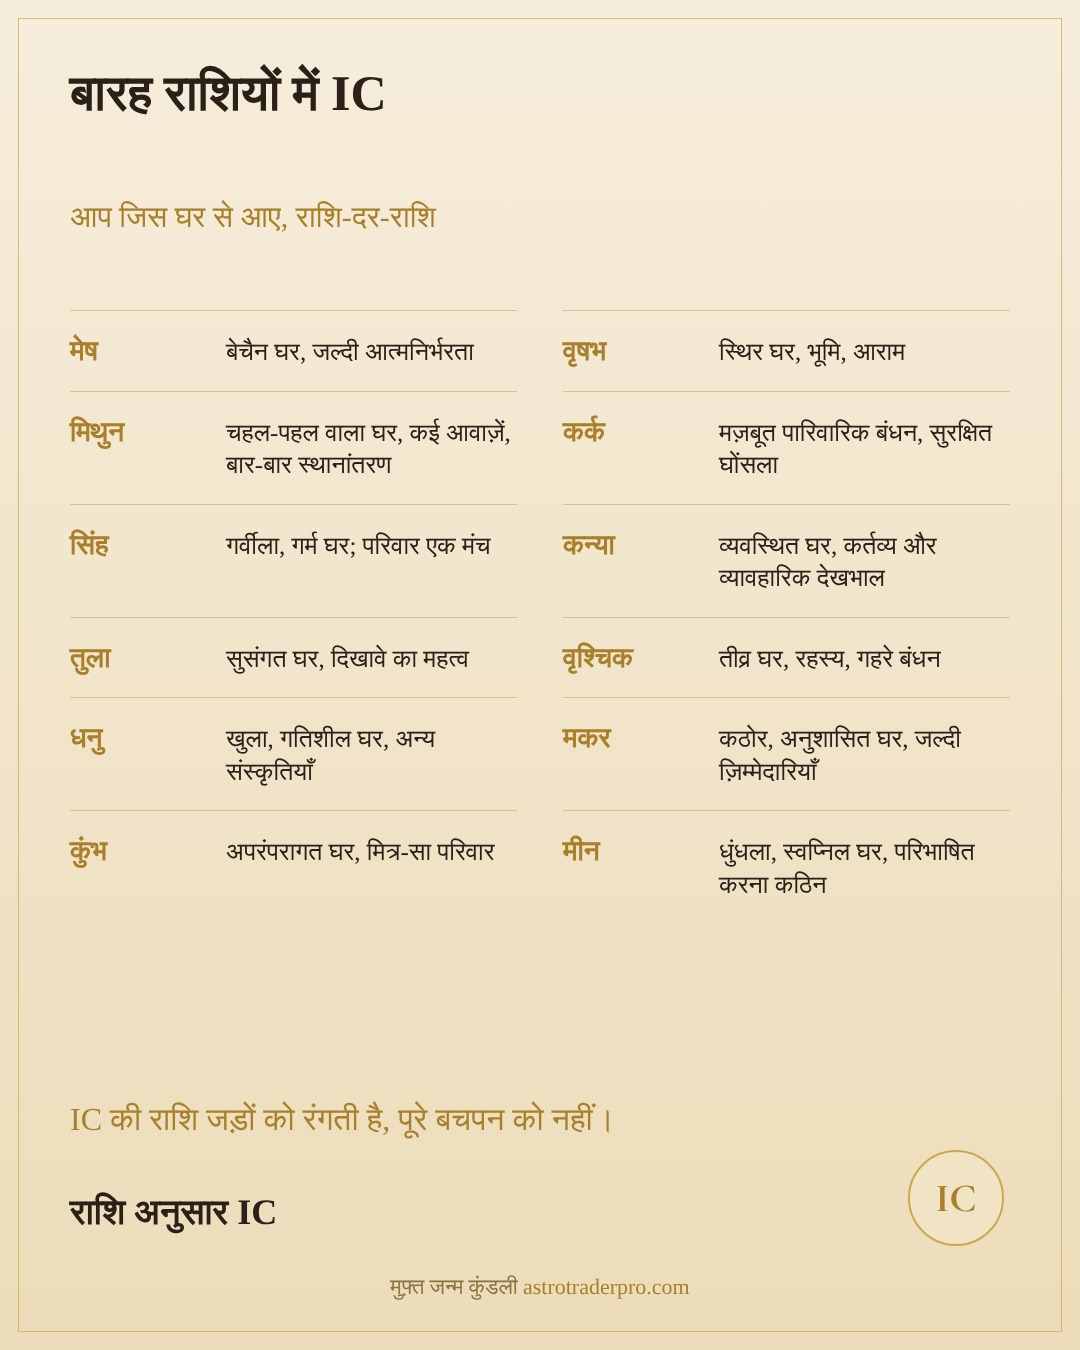 बारह राशियों में IC
आप जिस घर से आए, राशि-दर-राशि
मेष
बेचैन घर, जल्दी आत्मनिर्भरता
वृषभ
स्थिर घर, भूमि, आराम
मिथुन
चहल-पहल वाला घर, कई आवाज़ें,
बार-बार स्थानांतरण
कर्क
मज़बूत पारिवारिक बंधन, सुरक्षित
घोंसला
सिंह
गर्वीला, गर्म घर; परिवार एक मंच
कन्या
व्यवस्थित घर, कर्तव्य और
व्यावहारिक देखभाल
तुला
सुसंगत घर, दिखावे का महत्व
वृश्चिक
तीव्र घर, रहस्य, गहरे बंधन
धनु
खुला, गतिशील घर, अन्य
संस्कृतियाँ
मकर
कठोर, अनुशासित घर, जल्दी
ज़िम्मेदारियाँ
कुंभ
अपरंपरागत घर, मित्र-सा परिवार
मीन
धुंधला, स्वप्निल घर, परिभाषित
करना कठिन
IC की राशि जड़ों को रंगती है, पूरे बचपन को नहीं।
राशि अनुसार IC
IC
मुफ़्त जन्म कुंडली astrotraderpro.com